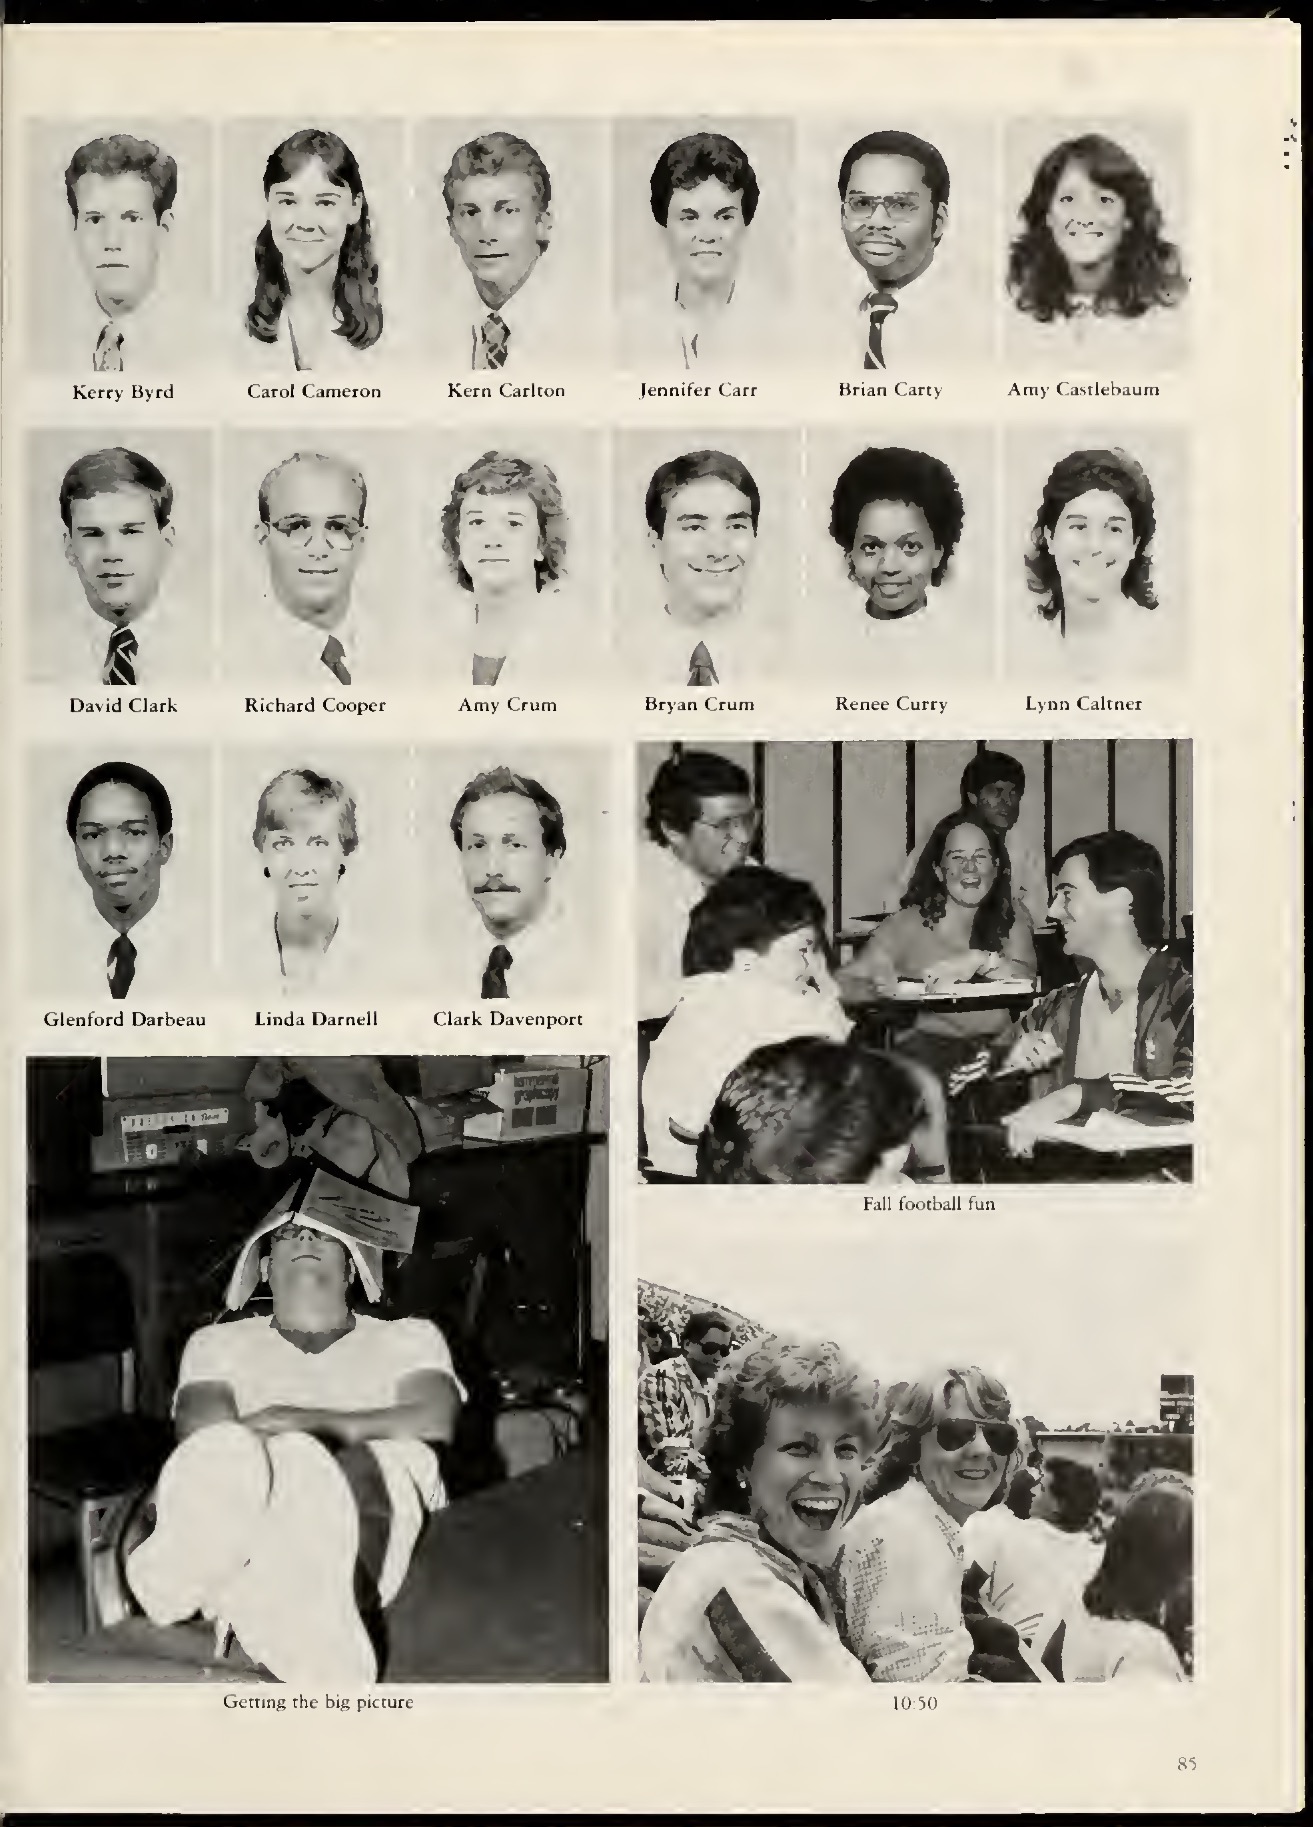 Kerry Byrd
Carol Cameron
Kern Carlton
Jennifer Carr
Brian Carty
Amy Castlebaum
David Clark
Richard Cooper
Amy Crum
Bryan Crum
Renee Curry
Lynn Caltner
Glenford Darbeau
Linda Darnell
Clark Davenport
Fall football fun
Getting the big picture
10:50
85